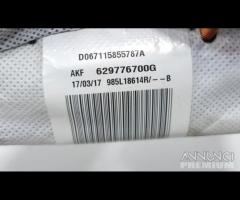 D067115855787A
AKF 629776700G
17/03/17 985L18614R/--B
ANNUNCI
PREMIUM